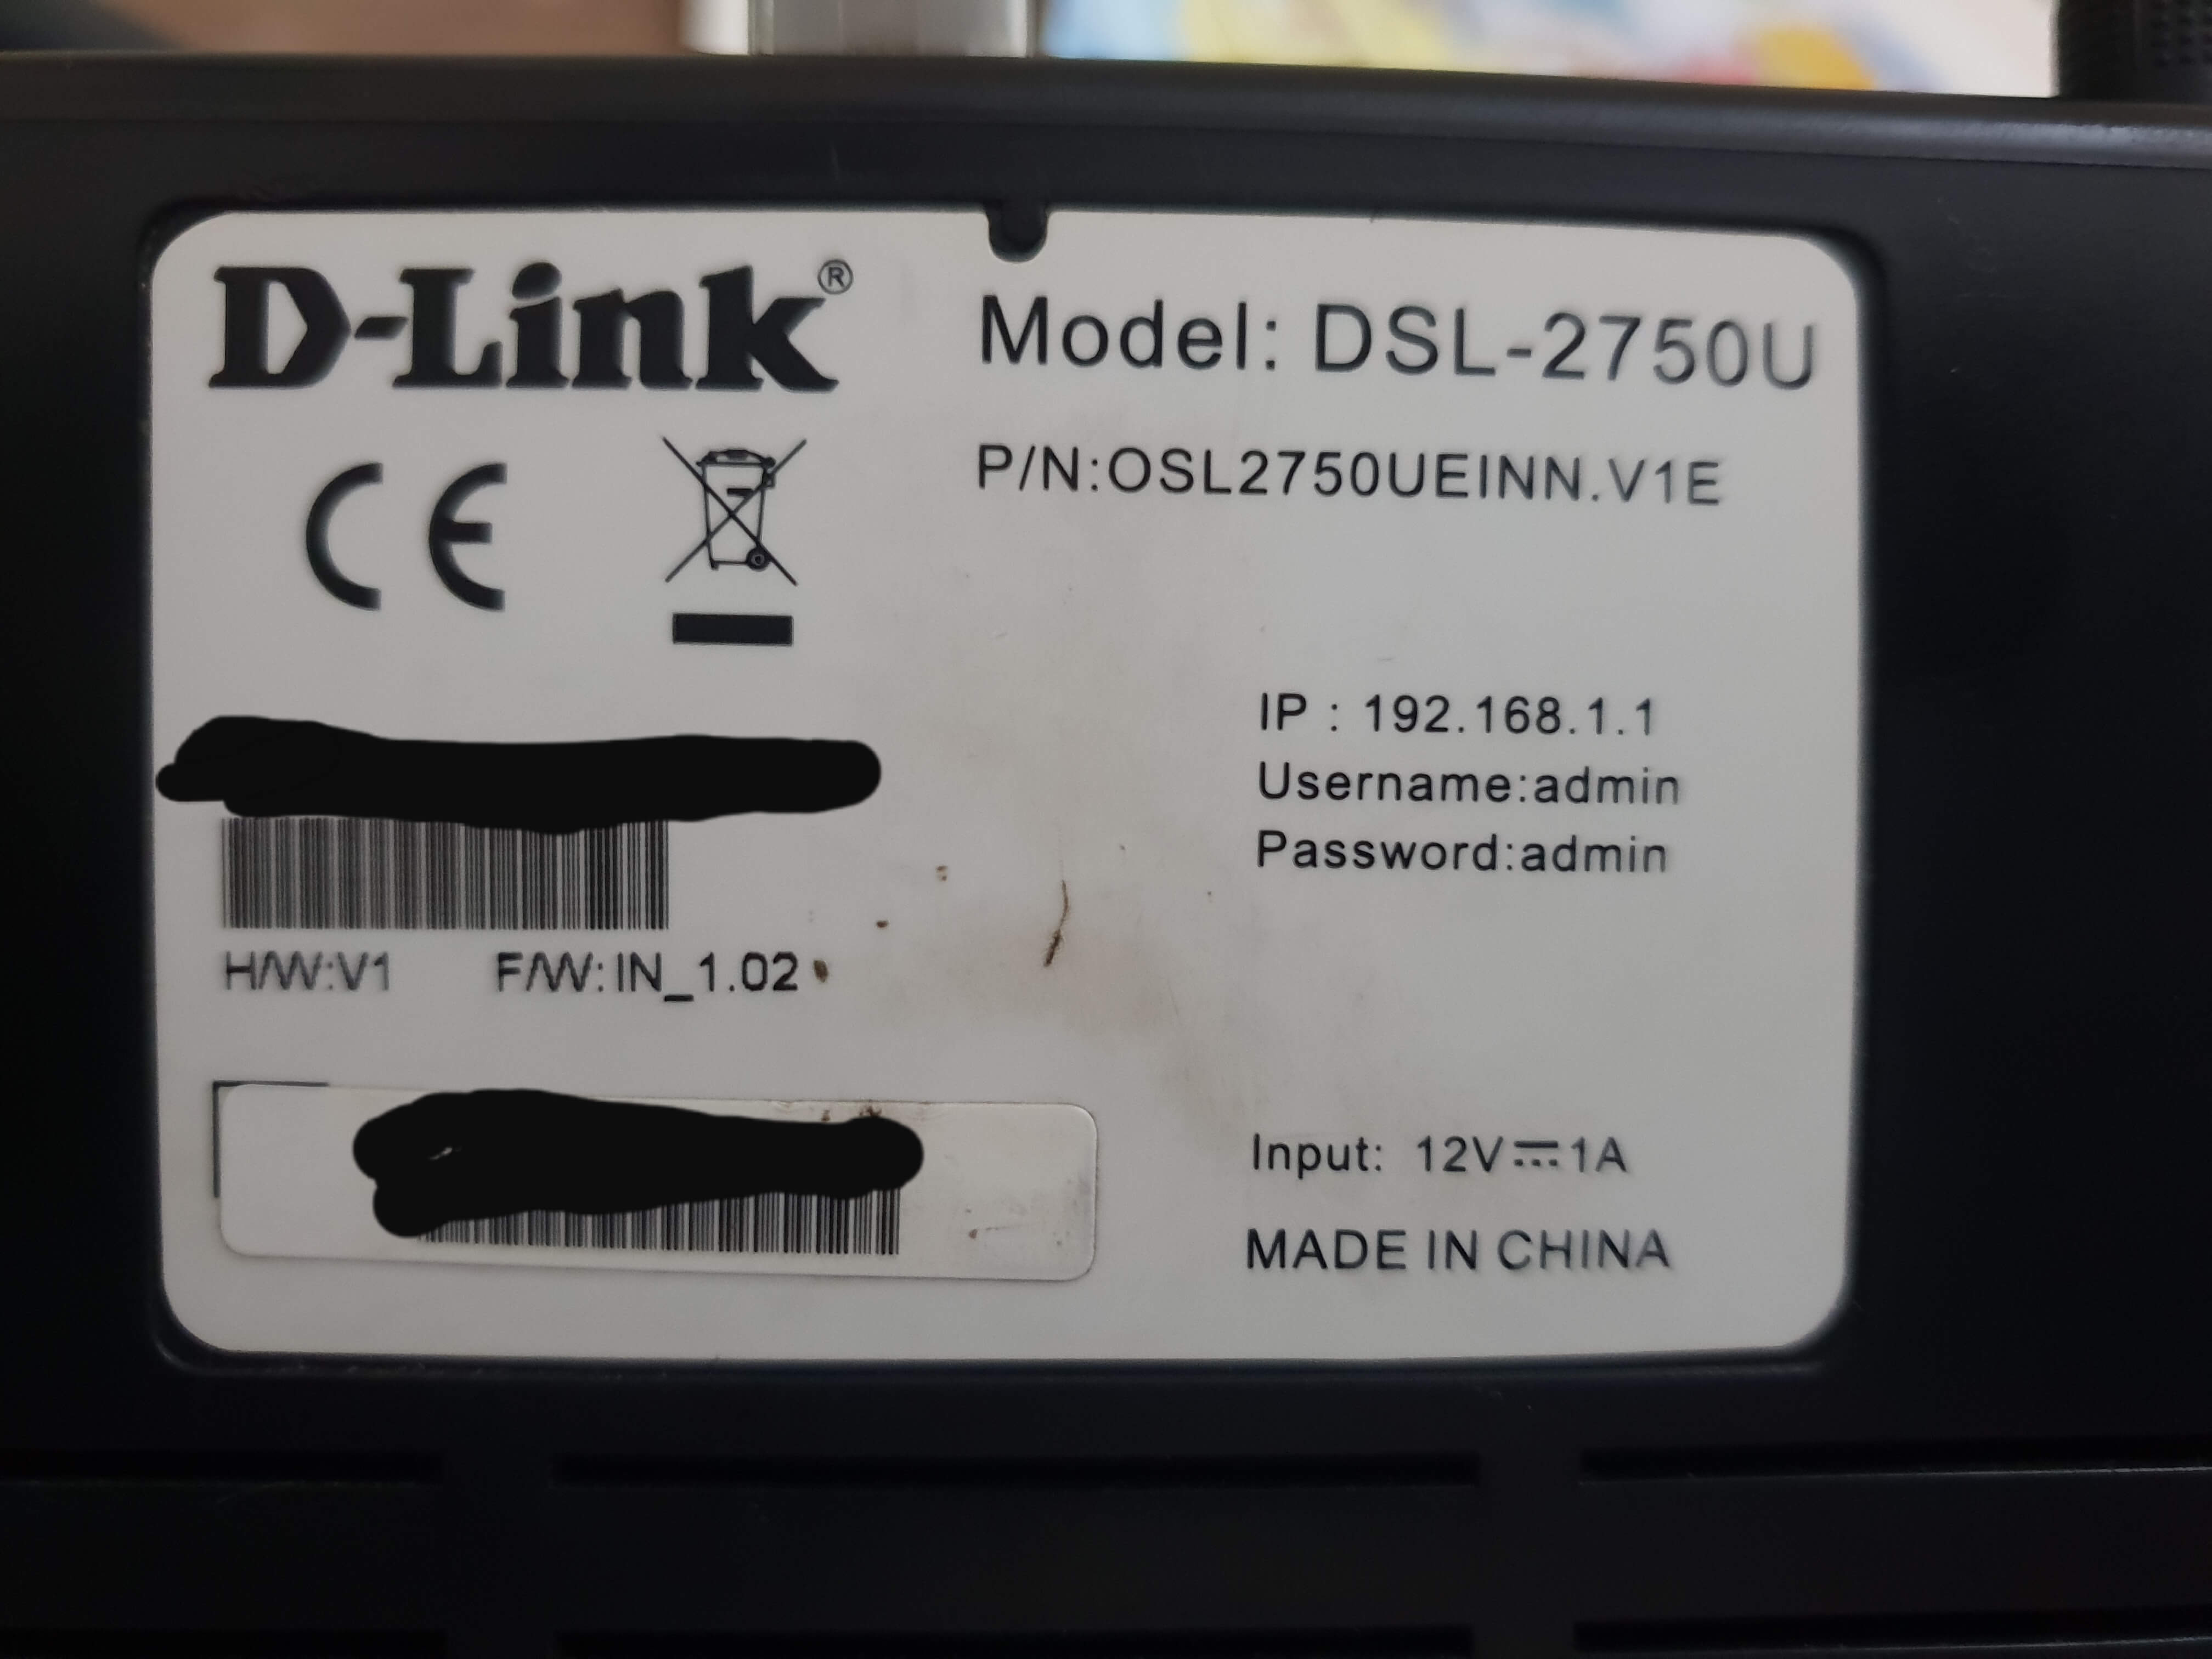 D-Link®
Model: DSL-2750U
P/N:OSL2750UEINN.V1E
CE
IP : 192.168.1.1
Username:admin
Password:admin
H/W:V1 F/W:IN_1.02
Input: 12V⎓1A
MADE IN CHINA